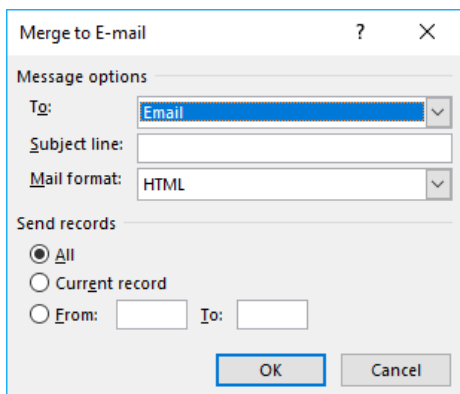 Merge to E-mail ?
Message options
To: Email
Subject line:
Mail format: HTML
Send records
All
Current record
From: To:
OK Cancel